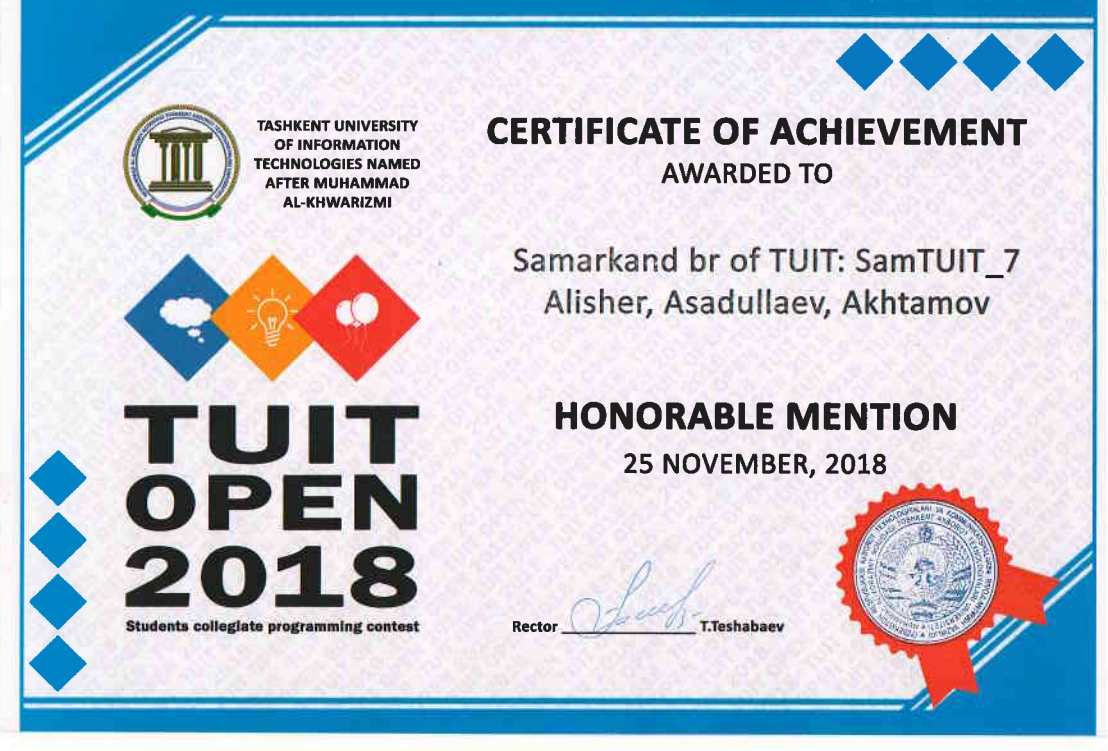 TASHKENT UNIVERSITY
OF INFORMATION
TECHNOLOGIES NAMED
AFTER MUHAMMAD
AL-KHWARIZMI
TUIT
OPEN
2018
Students collegiate programming contest
CERTIFICATE OF ACHIEVEMENT
AWARDED TO
Samarkand br of TUIT: SamTUIT_7
Alisher, Asadullaev, Akhtamov
HONORABLE MENTION
25 NOVEMBER, 2018
Rector T.Teshabaev